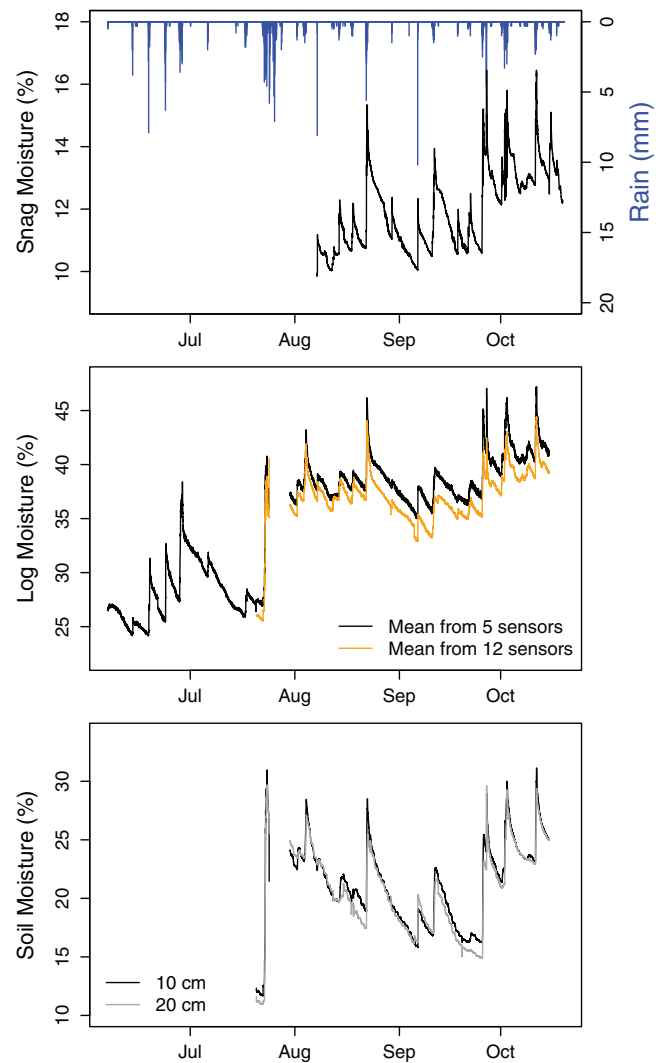 Snag Moisture (%)
18
16
14
12
10
0
5
10
15
20
Rain (mm)
Jul Aug Sep Oct
Log Moisture (%)
45
40
35
30
25
Mean from 5 sensors
Mean from 12 sensors
Jul Aug Sep Oct
Soil Moisture (%)
30
25
20
15
10
10 cm
20 cm
Jul Aug Sep Oct